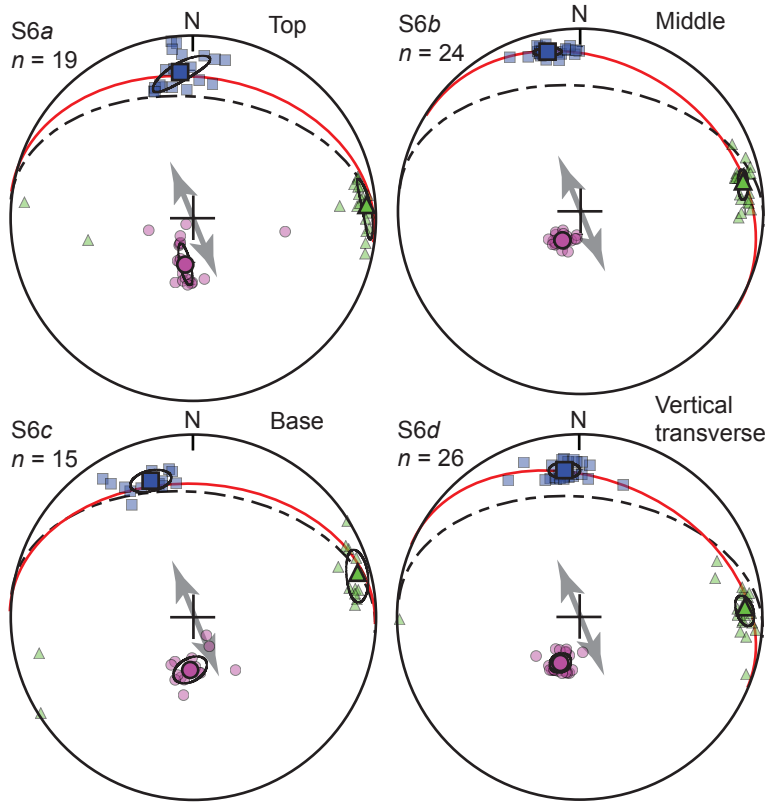 S6a
n = 19
N
Top
S6b
n = 24
N
Middle
S6c
n = 15
N
Base
S6d
n = 26
N
Vertical
transverse